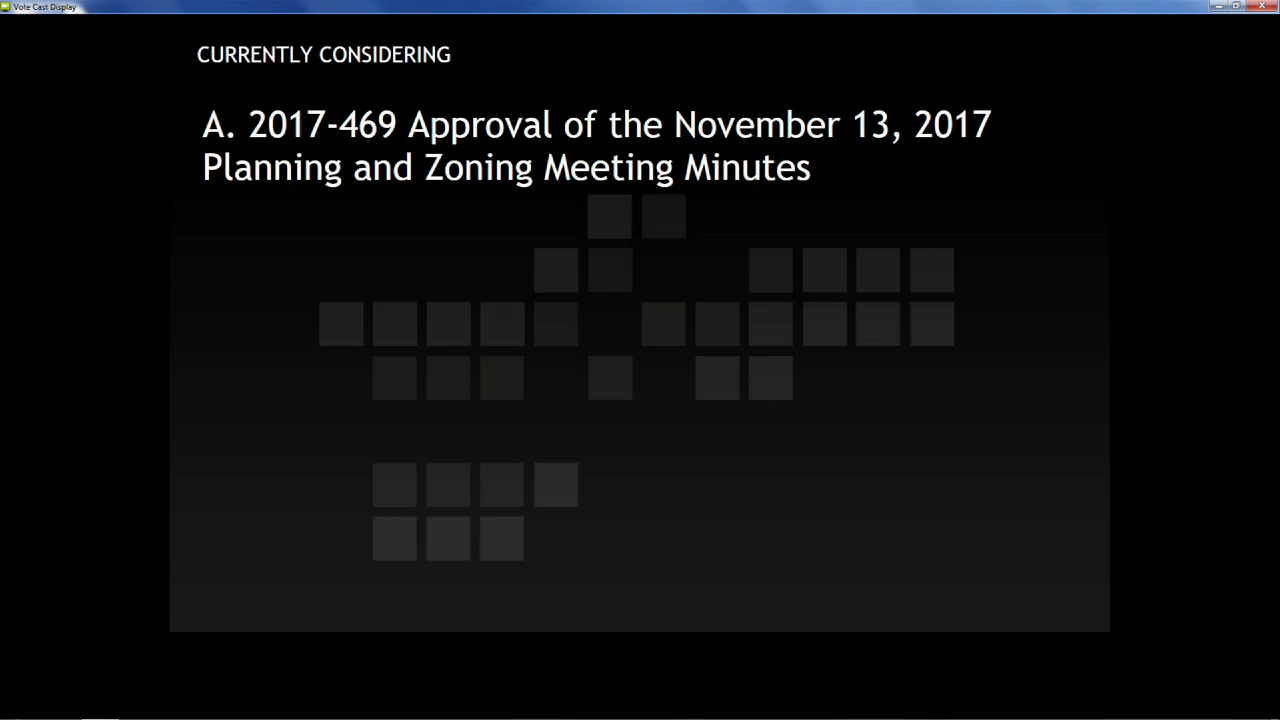 Vote Cast Display
CURRENTLY CONSIDERING
A. 2017-469 Approval of the November 13, 2017
Planning and Zoning Meeting Minutes